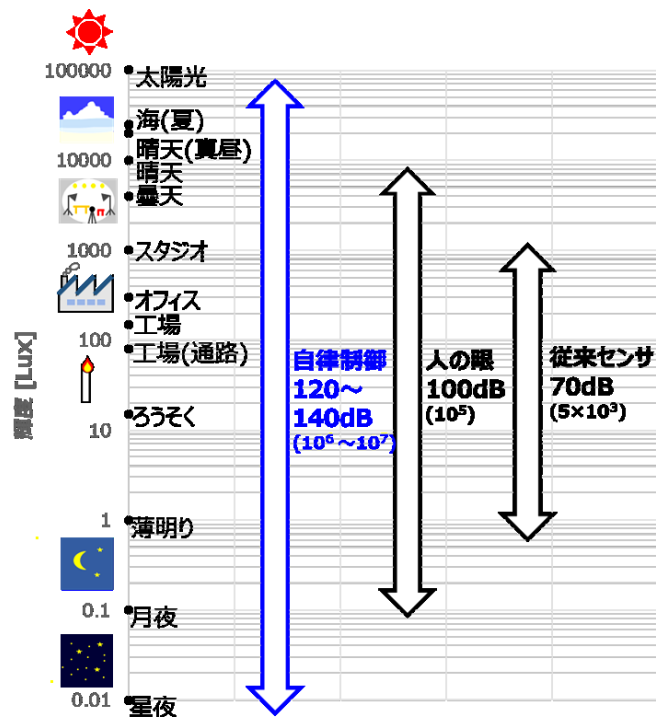 100000
太陽光
海(夏)
晴天(真昼)
10000
晴天
曇天
1000
スタジオ
オフィス
工場
100
工場(通路)
ろうそく
10
1
薄明り
0.1
月夜
0.01
星夜
輝度 [Lux]
自律制御
120～
140dB
(10⁶～10⁷)
人の眼
100dB
(10⁵)
従来センサ
70dB
(5×10³)